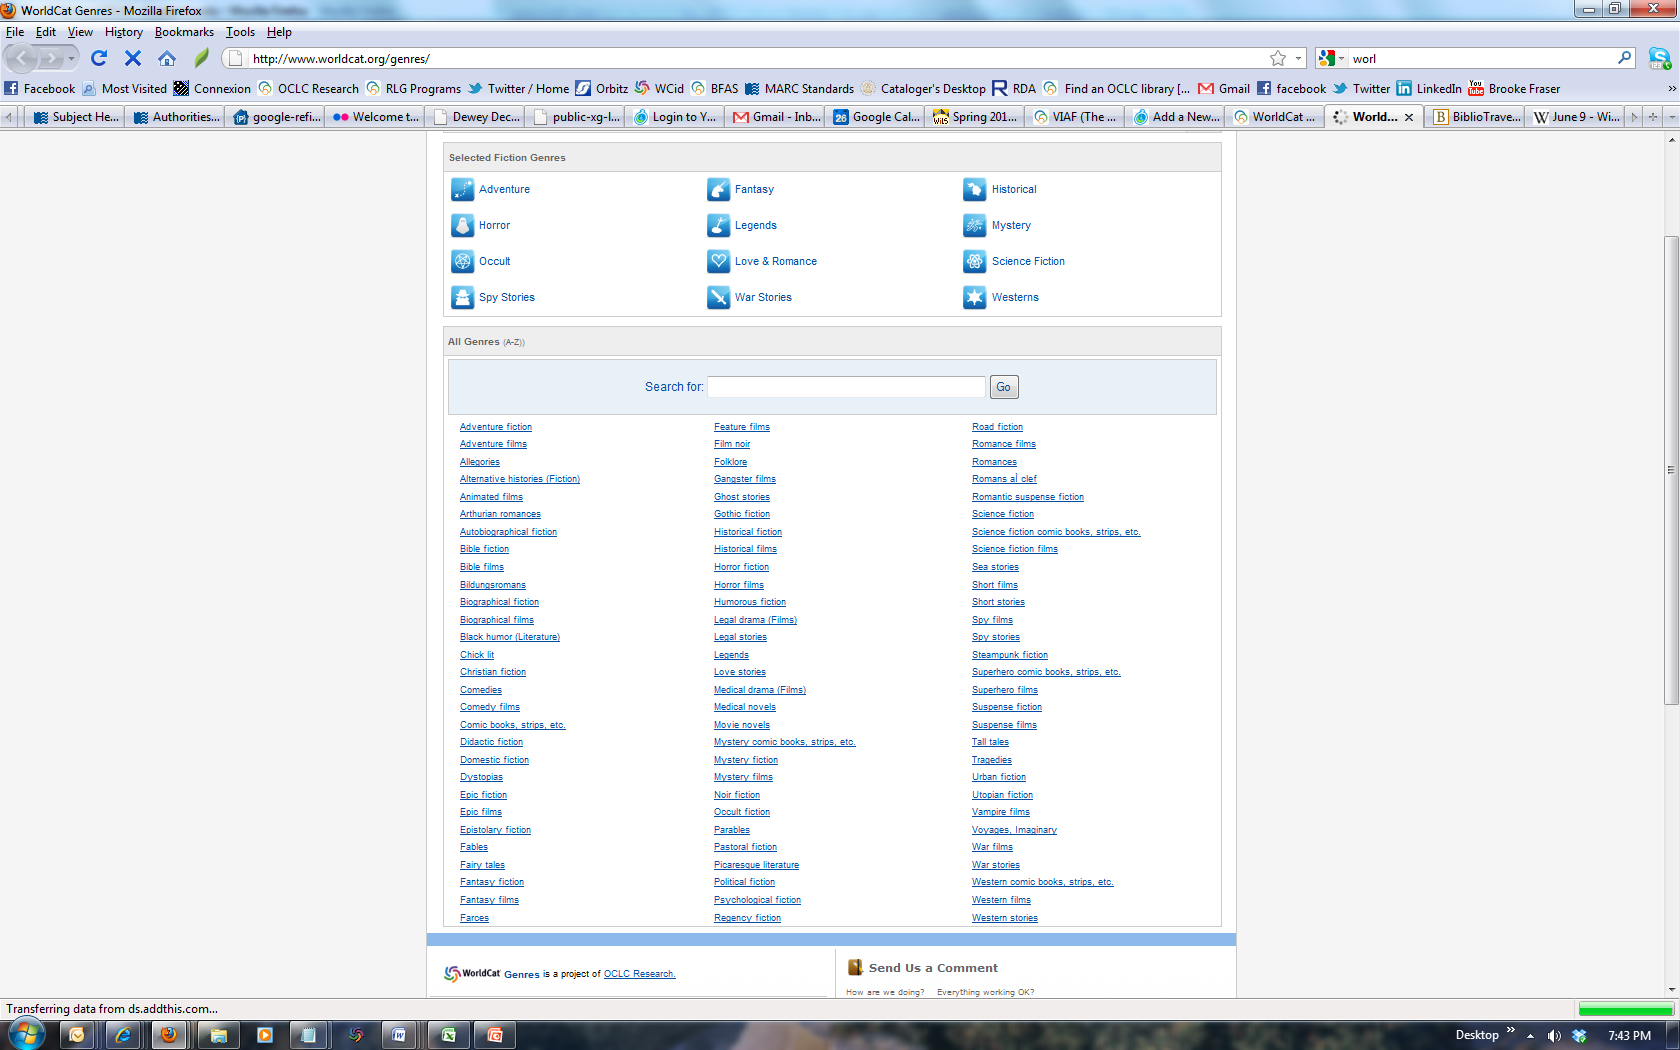 WorldCat Genres - Mozilla Firefox
File Edit View History Bookmarks Tools Help
http://www.worldcat.org/genres/ worl
Facebook Most Visited Connexion OCLC Research RLG Programs Twitter / Home Orbitz WCid BFAS MARC Standards Cataloger's Desktop RDA Find an OCLC library [... Gmail facebook Twitter LinkedIn Brooke Fraser
Subject He... Authorities... google-refi... Welcome t... Dewey Dec... public-xg-l... Login to Y... Gmail - Inb... 26 Google Cal... Spring 201... VIAF (The ... Add a New... WorldCat ... World... BiblioTrave... June 9 - Wi...
Selected Fiction Genres
Adventure Fantasy Historical
Horror Legends Mystery
Occult Love & Romance Science Fiction
Spy Stories War Stories Westerns
All Genres (A-Z))
Search for: Go
Adventure fiction Feature films Road fiction
Adventure films Film noir Romance films
Allegories Folklore Romances
Alternative histories (Fiction) Gangster films Romans aÌ clef
Animated films Ghost stories Romantic suspense fiction
Arthurian romances Gothic fiction Science fiction
Autobiographical fiction Historical fiction Science fiction comic books, strips, etc.
Bible fiction Historical films Science fiction films
Bible films Horror fiction Sea stories
Bildungsromans Horror films Short films
Biographical fiction Humorous fiction Short stories
Biographical films Legal drama (Films) Spy films
Black humor (Literature) Legal stories Spy stories
Chick lit Legends Steampunk fiction
Christian fiction Love stories Superhero comic books, strips, etc.
Comedies Medical drama (Films) Superhero films
Comedy films Medical novels Suspense fiction
Comic books, strips, etc. Movie novels Suspense films
Didactic fiction Mystery comic books, strips, etc. Tall tales
Domestic fiction Mystery fiction Tragedies
Dystopias Mystery films Urban fiction
Epic fiction Noir fiction Utopian fiction
Epic films Occult fiction Vampire films
Epistolary fiction Parables Voyages, Imaginary
Fables Pastoral fiction War films
Fairy tales Picaresque literature War stories
Fantasy fiction Political fiction Western comic books, strips, etc.
Fantasy films Psychological fiction Western films
Farces Regency fiction Western stories
WorldCat Genres is a project of OCLC Research.
Send Us a Comment
How are we doing? Everything working OK?
Transferring data from ds.addthis.com...
Desktop 7:43 PM